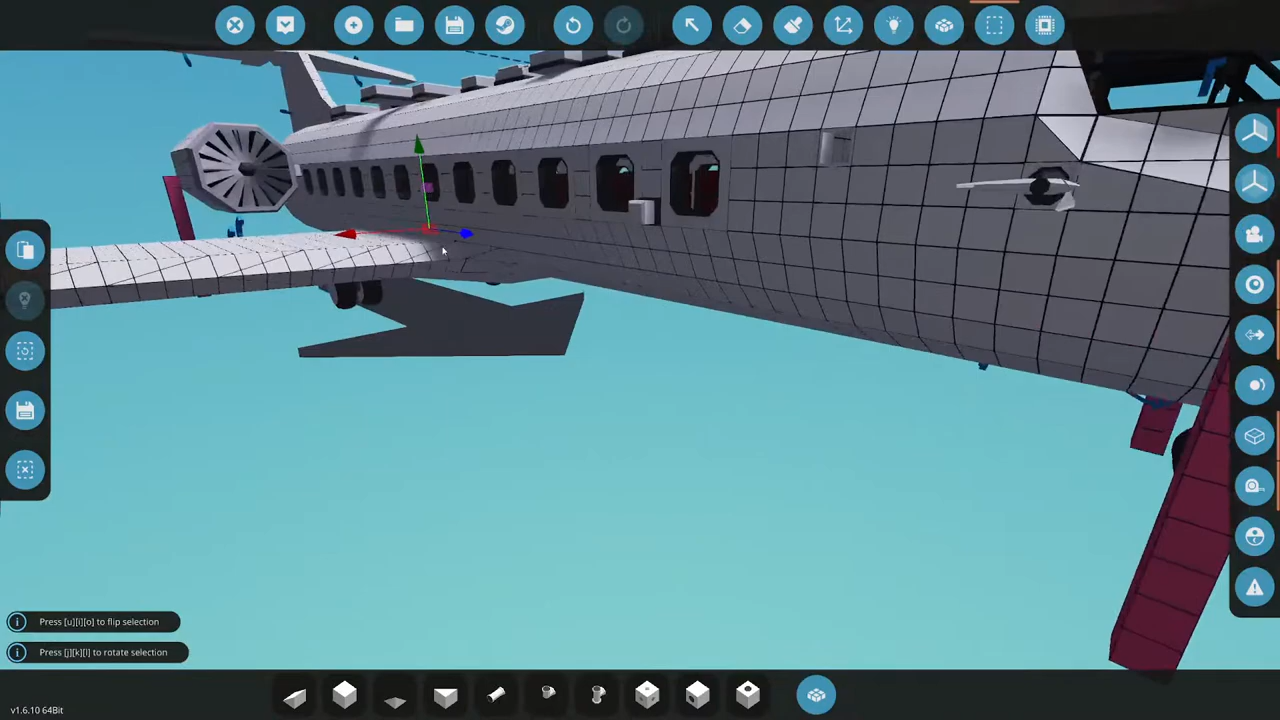 Press [u][i][o] to flip selection
Press [j][k][l] to rotate selection
v1.6.10 64Bit